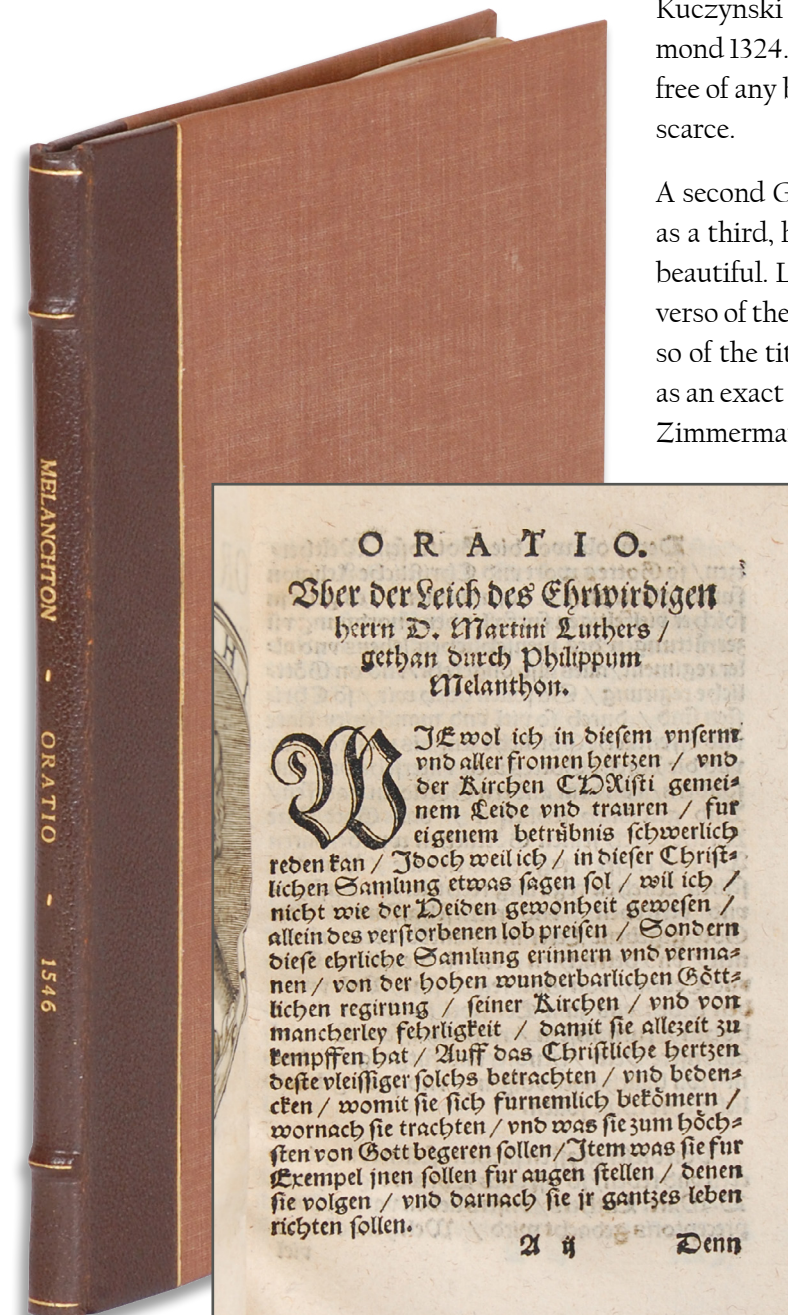 Kuczynski
mond 1324.
free of any
scarce.
A second
as a third,
beautiful.
verso of the
so of the
as an exact
MELANCHTON - ORATIO - 1546
ORATIO.
Vber der Leich des Ehrwirdigen
herrn D. Martini Luthers /
gethan durch Philippum
Melanthon.
WJEwol ich in diesem vnserm
vnd aller fromen hertzen / vnd
der Kirchen CHRisti gemei⸗
nem Leide vnd trauren / fur
eigenem betrübnis schwerlich
reden kan / Jdoch weil ich / in dieser Christ⸗
lichen Samlung etwas sagen sol / wil ich /
nicht wie der Heiden gewonheit gewesen /
allein des verstorbenen lob preisen / Sondern
diese ehrliche Samlung erinnern vnd verma⸗
nen / von der hohen wunderbarlichen Gött⸗
lichen regirung / seiner Kirchen / vnd von
mancherley fehrligkeit / damit sie allezeit zu
kempffen hat / Auff das Christliche hertzen
deste vleissiger solchs betrachten / vnd beden⸗
cken / womit sie sich furnemlich bekömern /
wornach sie trachten / vnd was sie zum höch⸗
sten von Gott begeren sollen / Jtem was sie fur
Exempel jnen sollen fur augen stellen / denen
sie volgen / vnd darnach sie jr gantzes leben
richten sollen.
A ij Denn